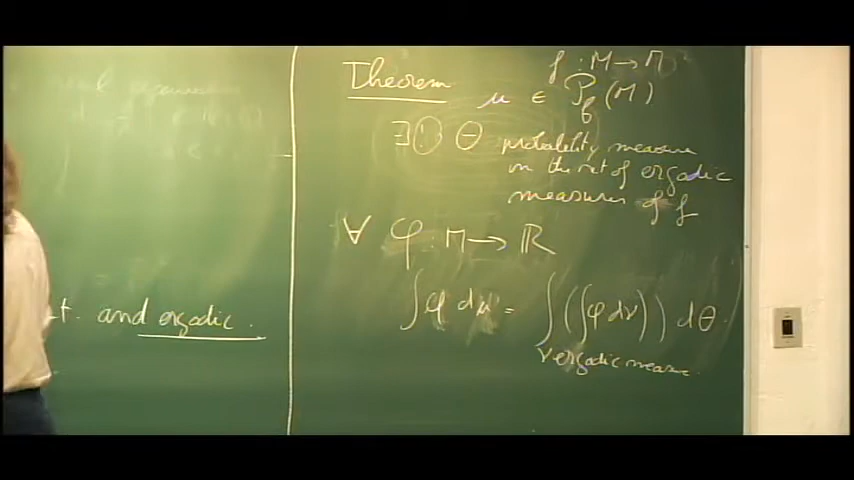 t. and ergodic.
Theorem f : M → M
μ ∈ P_f(M)
∃! θ probability measure
on the set of ergodic
measures of f
∀ φ : M → ℝ
∫φ dμ = ∫(∫φ dν) dθ.
ν ergodic measure.